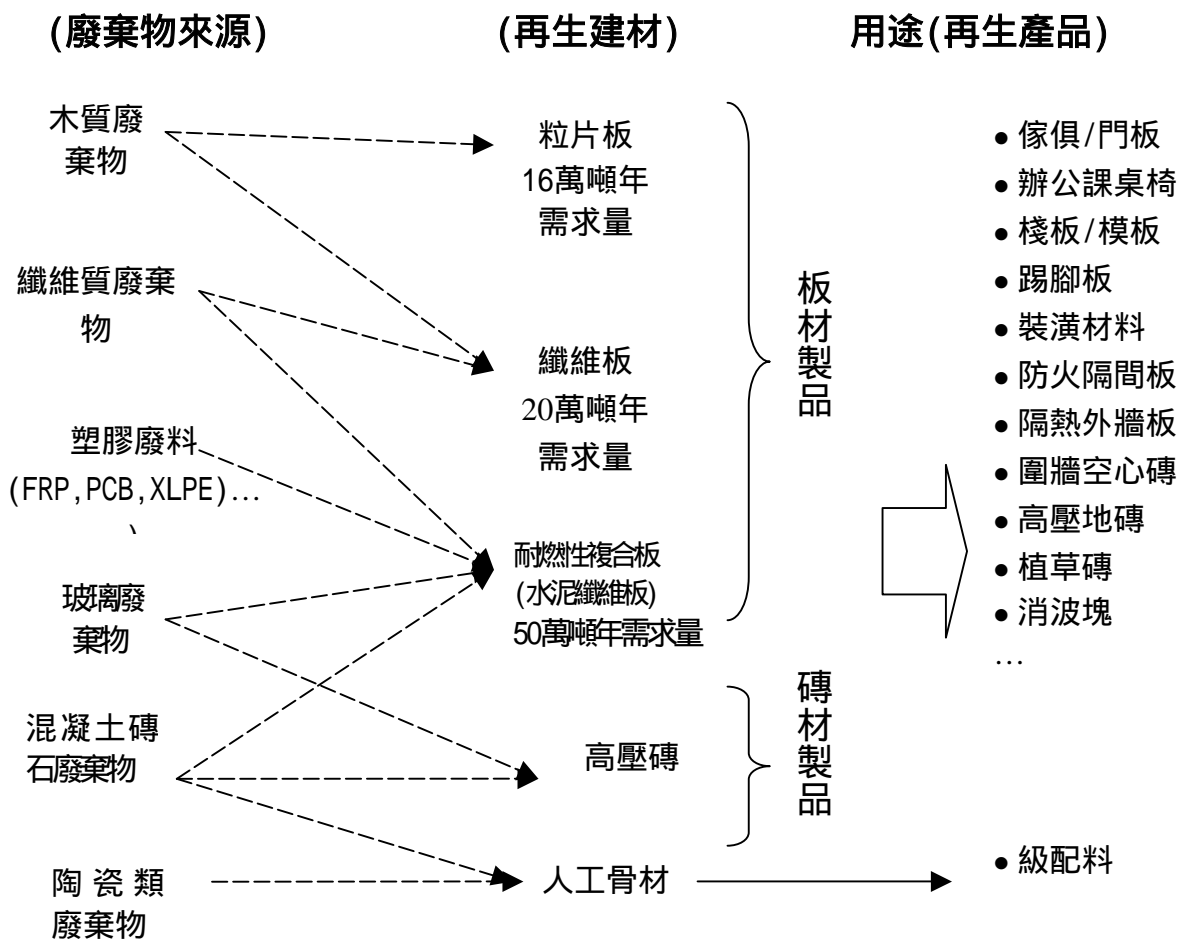 (廢棄物來源)
(再生建材)
用途(再生產品)
木質廢
棄物
纖維質廢棄
物
塑膠廢料
(FRP,PCB,XLPE)…
、
玻璃廢
棄物
混凝土磚
石廢棄物
陶瓷類
廢棄物
粒片板
16萬噸年
需求量
纖維板
20萬噸年
需求量
耐燃性複合板
(水泥纖維板)
50萬噸年需求量
高壓磚
人工骨材
板材製品
磚材製品
● 傢俱/門板
● 辦公課桌椅
● 棧板/模板
● 踢腳板
● 裝潢材料
● 防火隔間板
● 隔熱外牆板
● 圍牆空心磚
● 高壓地磚
● 植草磚
● 消波塊
…
● 級配料